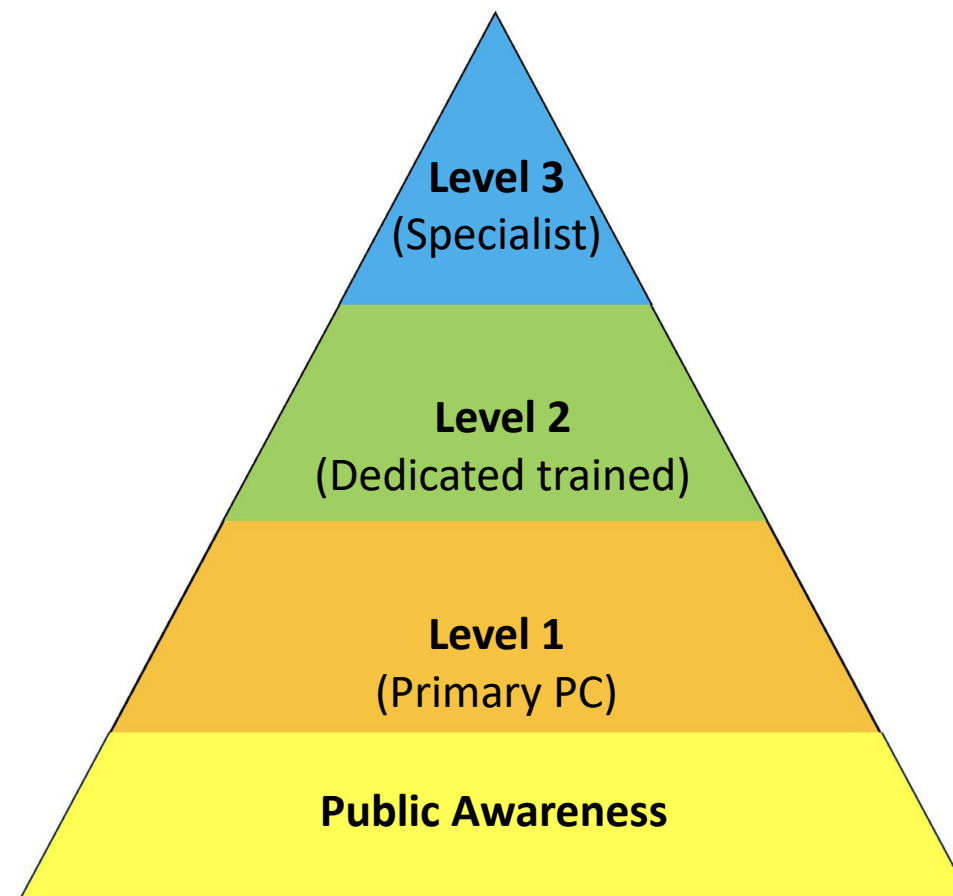 Level 3
(Specialist)
Level 2
(Dedicated trained)
Level 1
(Primary PC)
Public Awareness